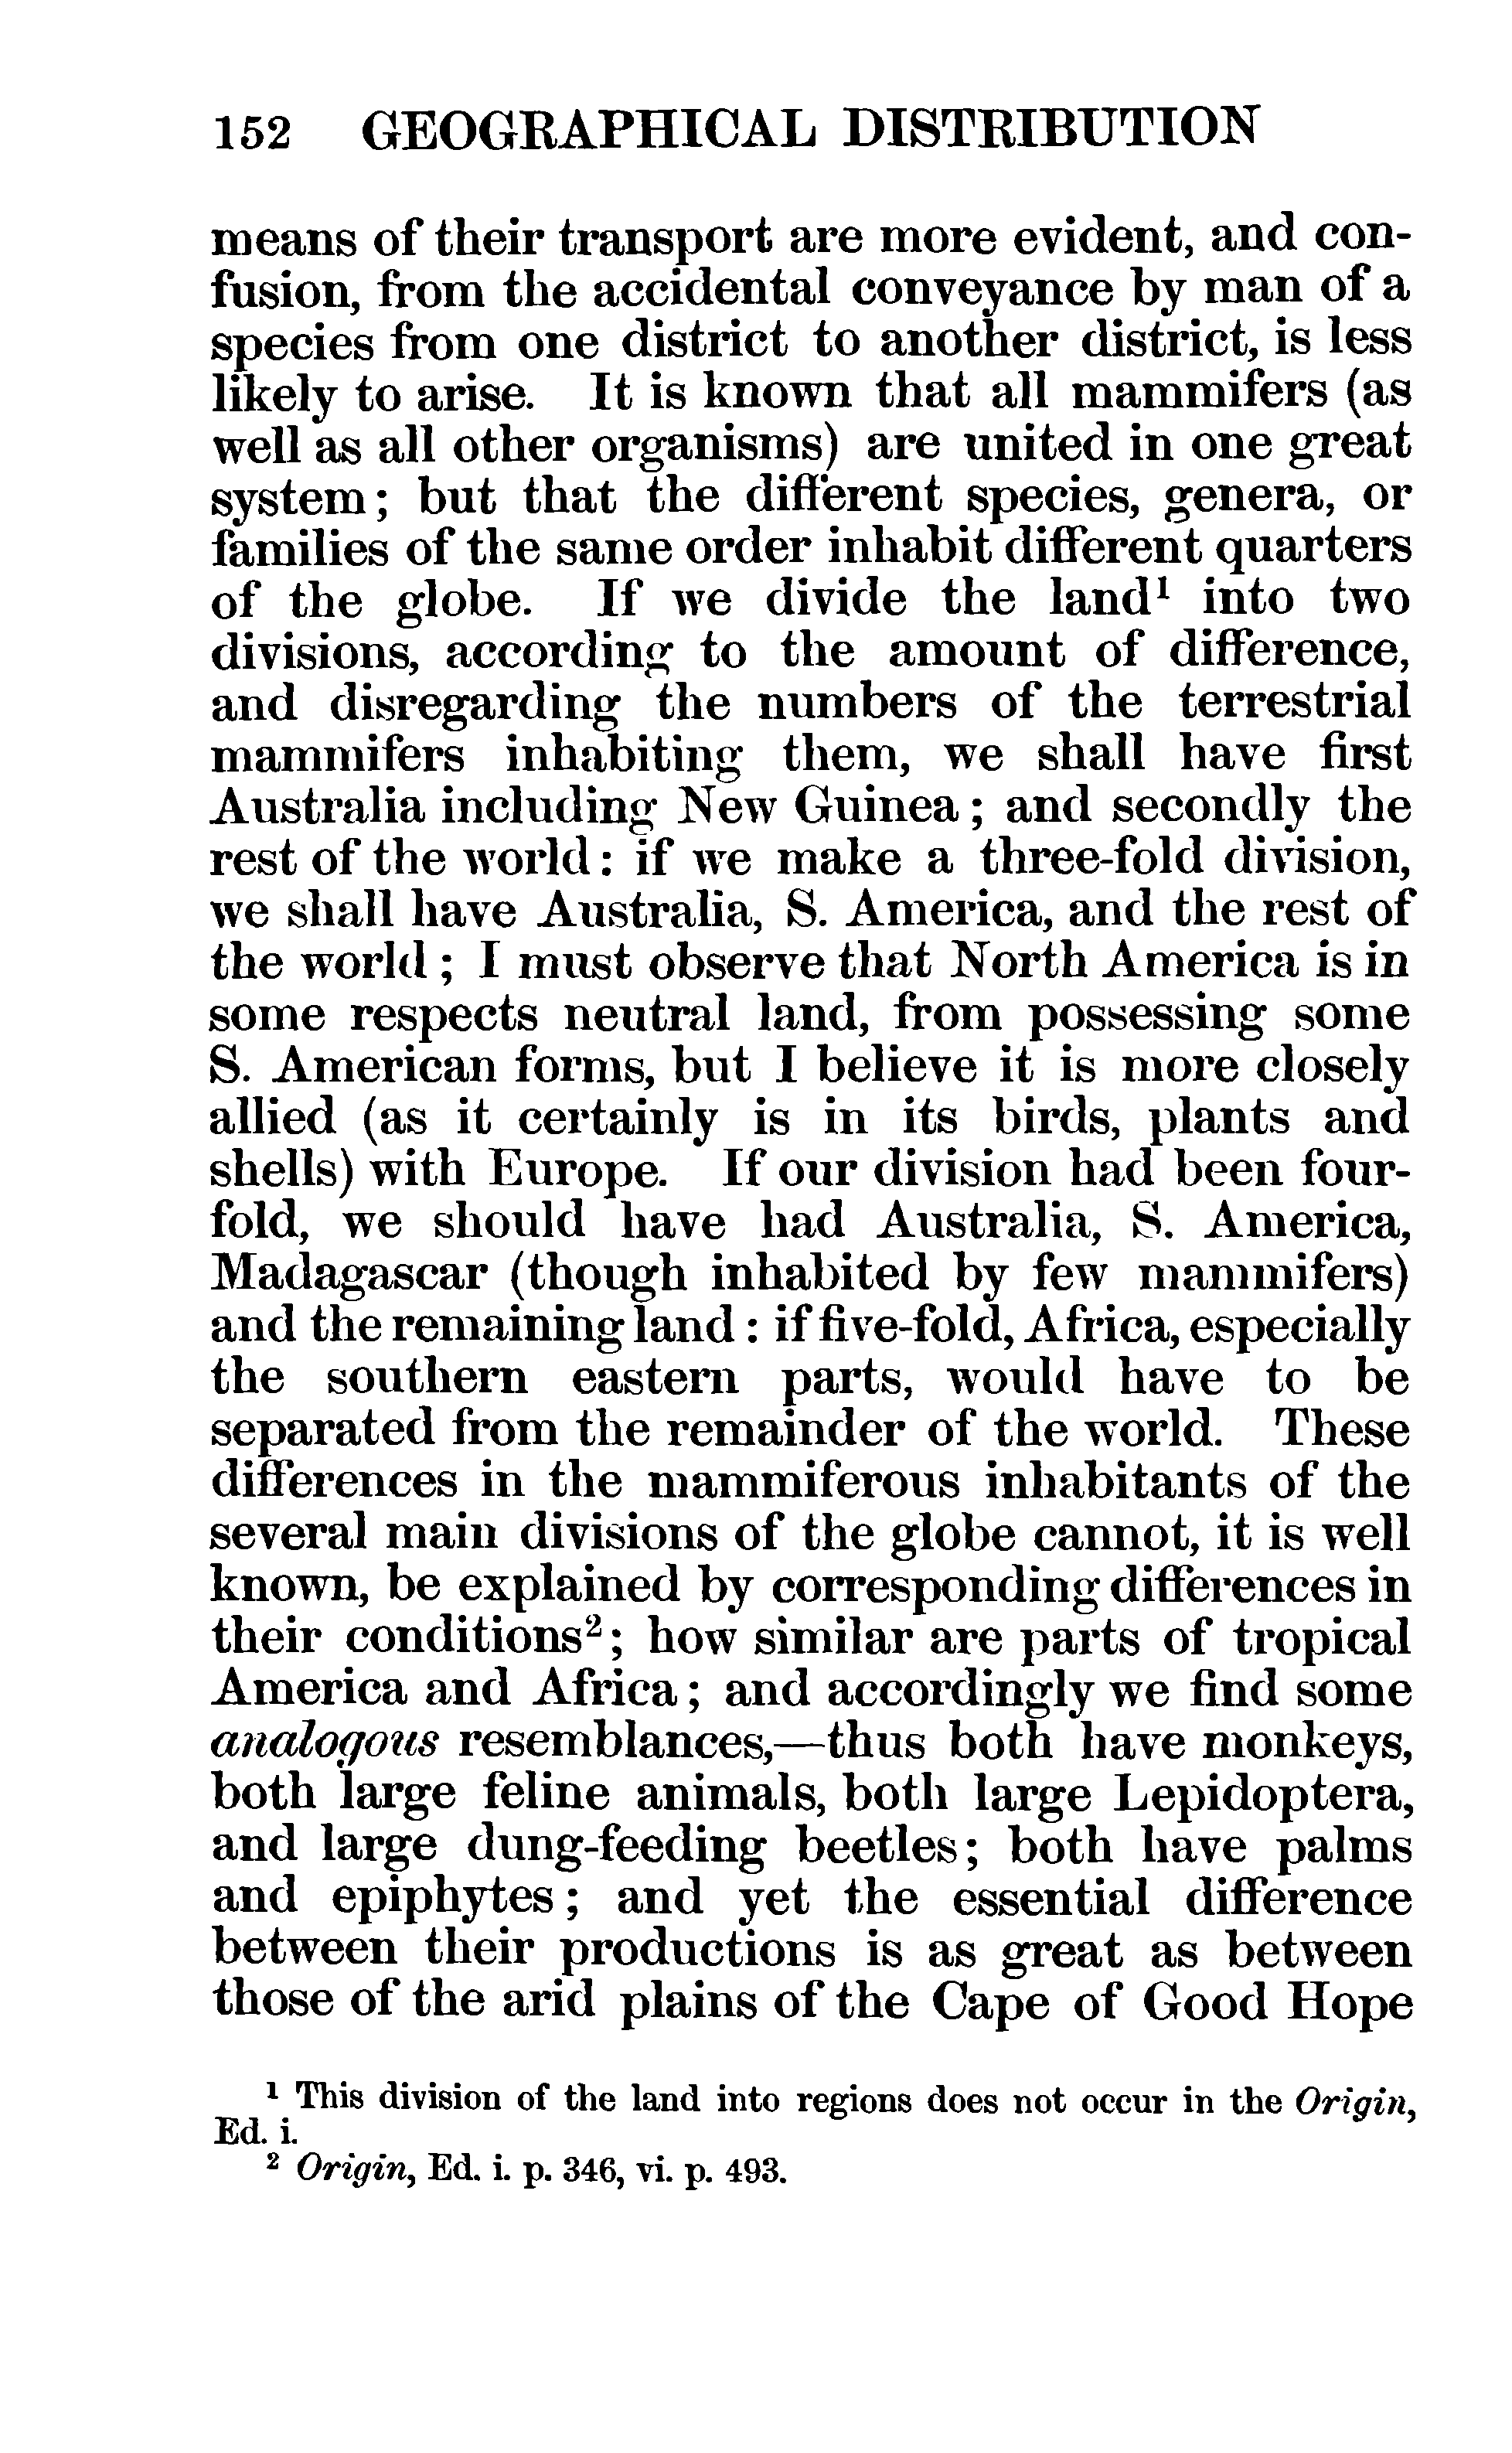 152 GEOGRAPHICAL DISTRIBUTION
means of their transport are more evident, and con-
fusion, from the accidental conveyance by man of a
species from one district to another district, is less
likely to arise. It is known that all mammifers (as
well as all other organisms) are united in one great
system; but that the different species, genera, or
families of the same order inhabit different quarters
of the globe. If we divide the land¹ into two
divisions, according to the amount of difference,
and disregarding the numbers of the terrestrial
mammifers inhabiting them, we shall have first
Australia including New Guinea; and secondly the
rest of the world: if we make a three-fold division,
we shall have Australia, S. America, and the rest of
the world; I must observe that North America is in
some respects neutral land, from possessing some
S. American forms, but I believe it is more closely
allied (as it certainly is in its birds, plants and
shells) with Europe. If our division had been four-
fold, we should have had Australia, S. America,
Madagascar (though inhabited by few mammifers)
and the remaining land: if five-fold, Africa, especially
the southern eastern parts, would have to be
separated from the remainder of the world. These
differences in the mammiferous inhabitants of the
several main divisions of the globe cannot, it is well
known, be explained by corresponding differences in
their conditions²; how similar are parts of tropical
America and Africa; and accordingly we find some
analogous resemblances,—thus both have monkeys,
both large feline animals, both large Lepidoptera,
and large dung-feeding beetles; both have palms
and epiphytes; and yet the essential difference
between their productions is as great as between
those of the arid plains of the Cape of Good Hope
¹ This division of the land into regions does not occur in the Origin,
Ed. i.
² Origin, Ed. i. p. 346, vi. p. 493.